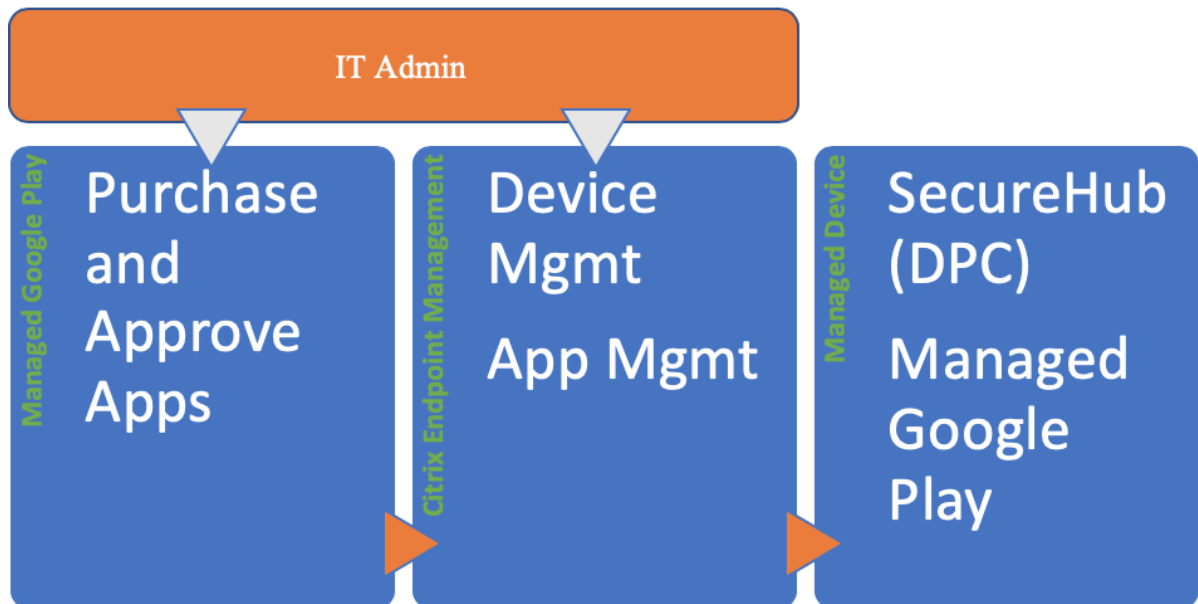 IT Admin
Managed Google Play
Purchase
and
Approve
Apps
Citrix Endpoint Management
Device
Mgmt
App Mgmt
Managed Device
SecureHub
(DPC)
Managed
Google
Play